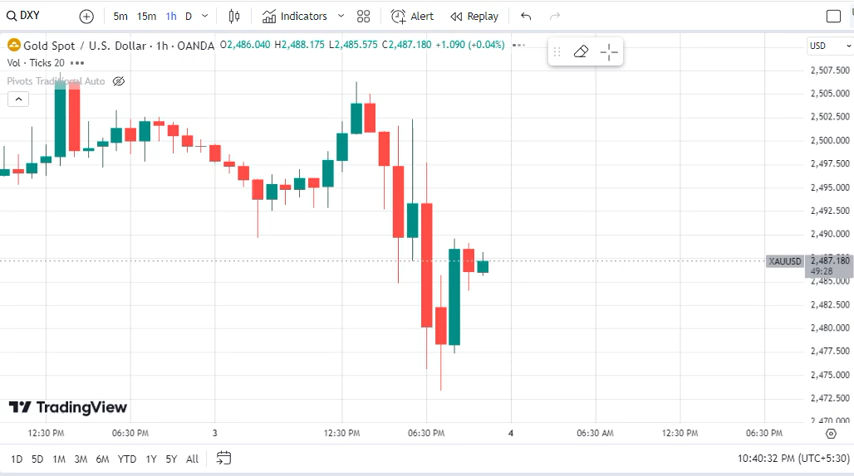 DXY 5m 15m 1h D Indicators Alert Replay
Gold Spot / U.S. Dollar · 1h · OANDA O2,486.040 H2,488.175 L2,485.575 C2,487.180 +1.090 (+0.04%) USD
Vol · Ticks 20
Pivots Traditional Auto
2,507.500
2,505.000
2,502.500
2,500.000
2,497.500
2,495.000
2,492.500
2,490.000
XAUUSD 2,487.180
49:28
2,485.000
2,482.500
2,480.000
2,477.500
2,475.000
2,472.500
2,470.000
TradingView
12:30 PM 06:30 PM 3 12:30 PM 06:30 PM 4 06:30 AM 12:30 PM 06:30 PM
1D 5D 1M 3M 6M YTD 1Y 5Y All 10:40:32 PM (UTC+5:30)